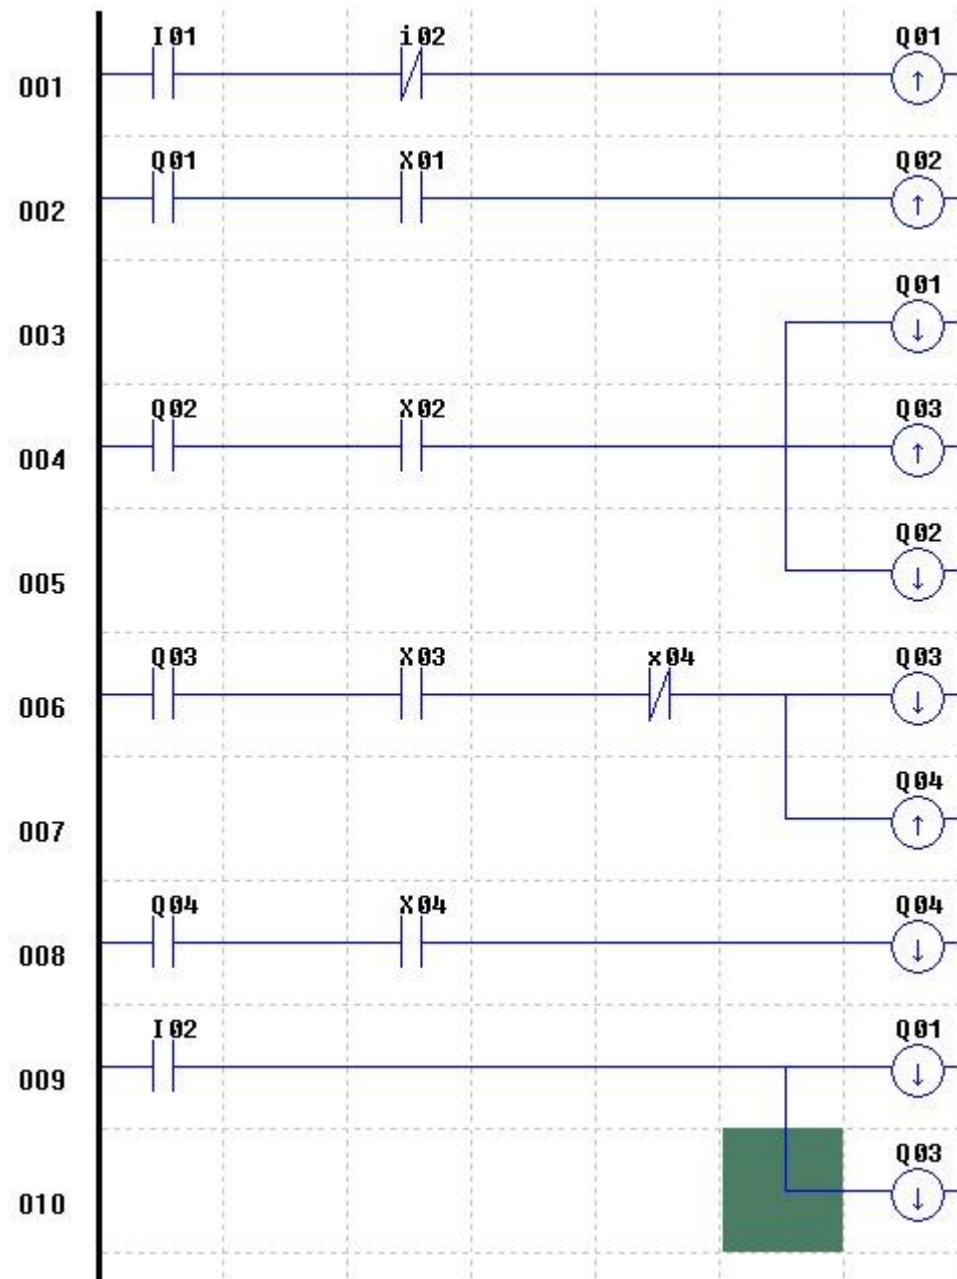 I01 i02 Q01
001 ↑
Q01 X01 Q02
002 ↑
Q01
003 ↓
Q02 X02 Q03
004 ↑
Q02
005 ↓
Q03 X03 x04 Q03
006 ↓
Q04
007 ↑
Q04 X04 Q04
008 ↓
I02 Q01
009 ↓
Q03
010 ↓